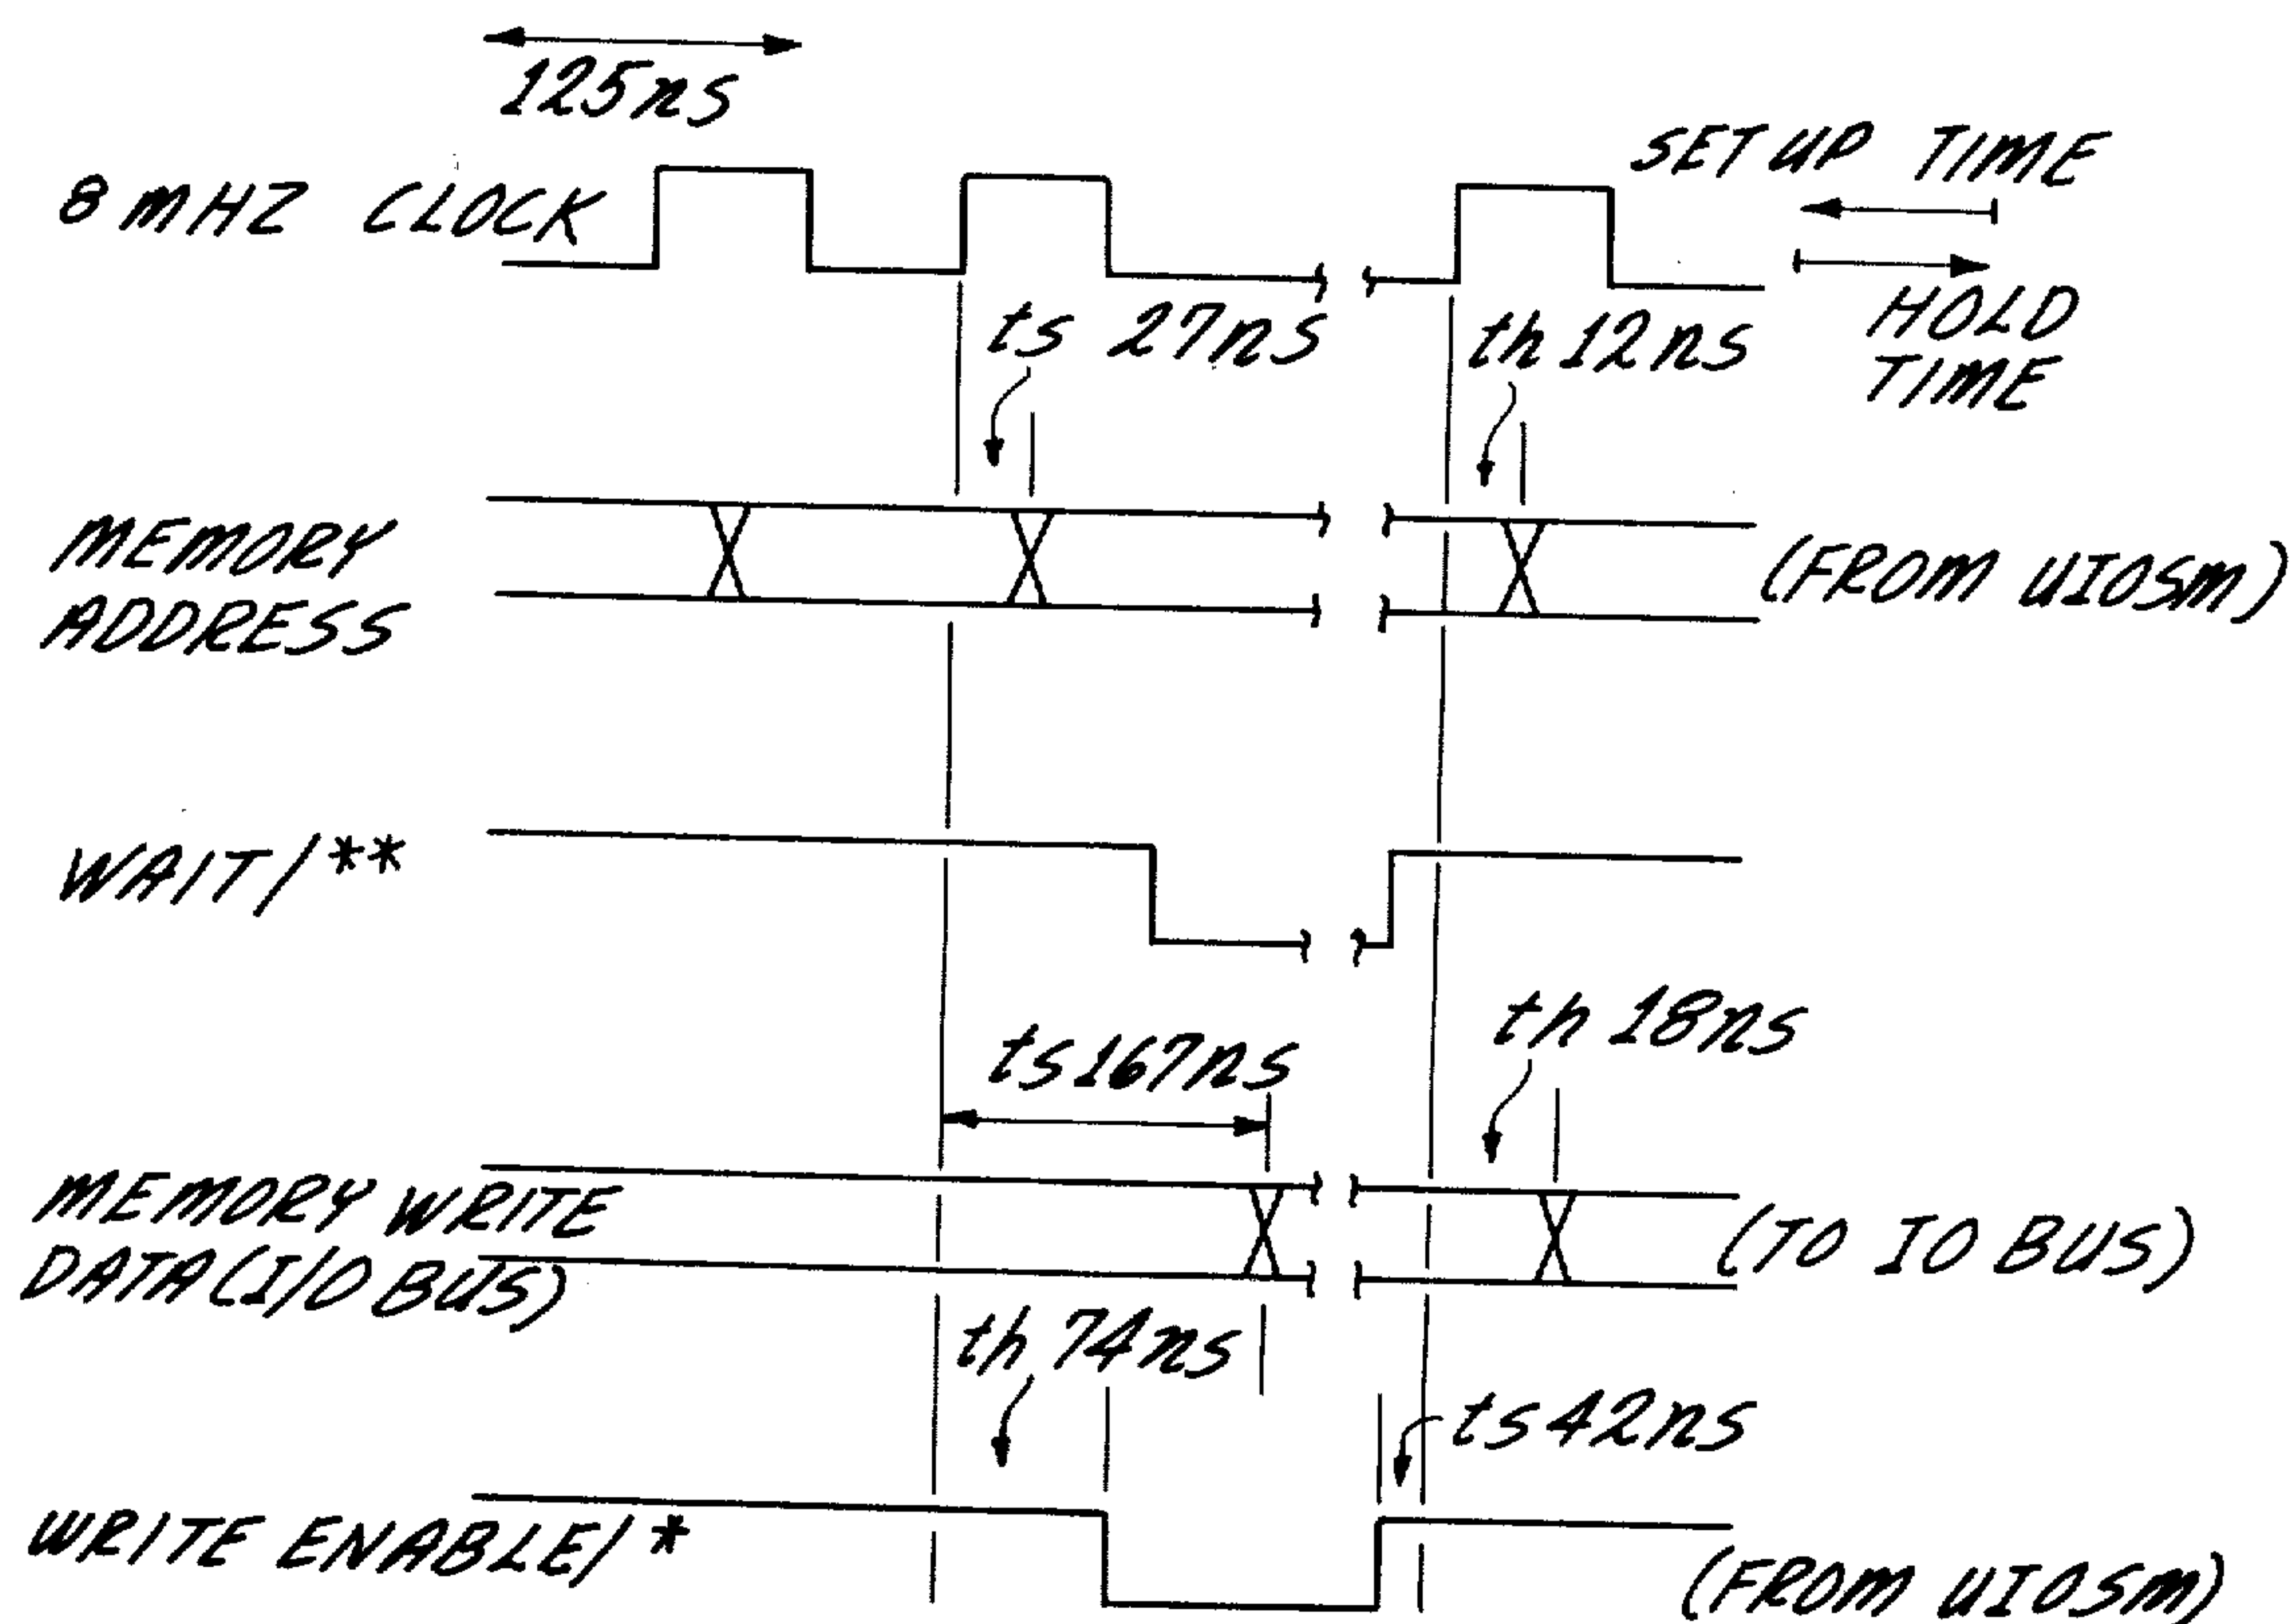 125ns
8 MHZ CLOCK
SET UP TIME
HOLD
TIME
ts 27ns
th 12ns
MEMORY
ADDRESS
(FROM UIOSM)
WAIT/**
ts 167ns
th 18ns
MEMORY WRITE
DATA (I/O BUS)
(TO IO BUS)
th 74ns
ts 42ns
WRITE ENABLE/*
(FROM UIOSM)